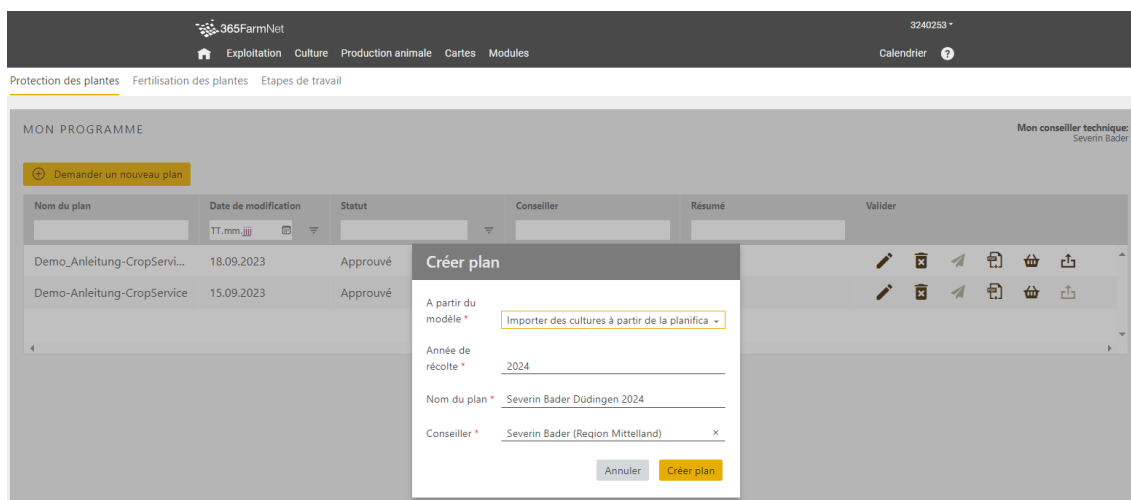 365FarmNet
3240253
Exploitation Culture Production animale Cartes Modules
Calendrier ?
Protection des plantes Fertilisation des plantes Etapes de travail
MON PROGRAMME
Mon conseiller technique:
Severin Bader
Demander un nouveau plan
Nom du plan Date de modification Statut Conseiller Résumé Valider
TT.mm.jjjj
Demo_Anleitung-CropServi... 18.09.2023 Approuvé
Demo-Anleitung-CropService 15.09.2023 Approuvé
Créer plan
A partir du
modèle * Importer des cultures à partir de la planifica
Année de
récolte * 2024
Nom du plan * Severin Bader Düdingen 2024
Conseiller * Severin Bader (Region Mittelland) ×
Annuler Créer plan